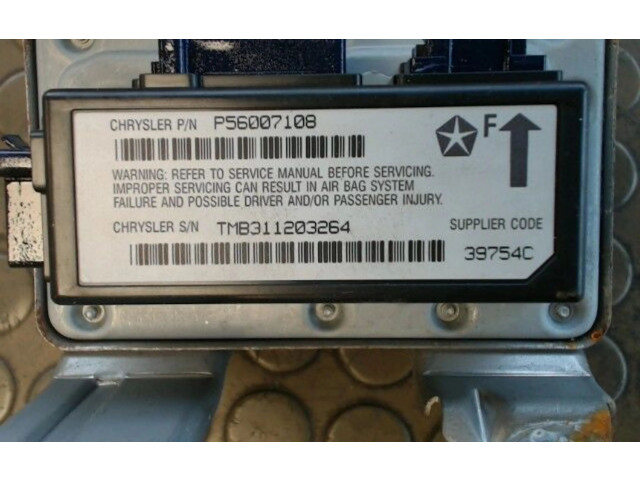 CHRYSLER P/N P56007108
F
WARNING: REFER TO SERVICE MANUAL BEFORE SERVICING.
IMPROPER SERVICING CAN RESULT IN AIR BAG SYSTEM
FAILURE AND POSSIBLE DRIVER AND/OR PASSENGER INJURY.
CHRYSLER S/N TMB311203264 SUPPLIER CODE
39754C